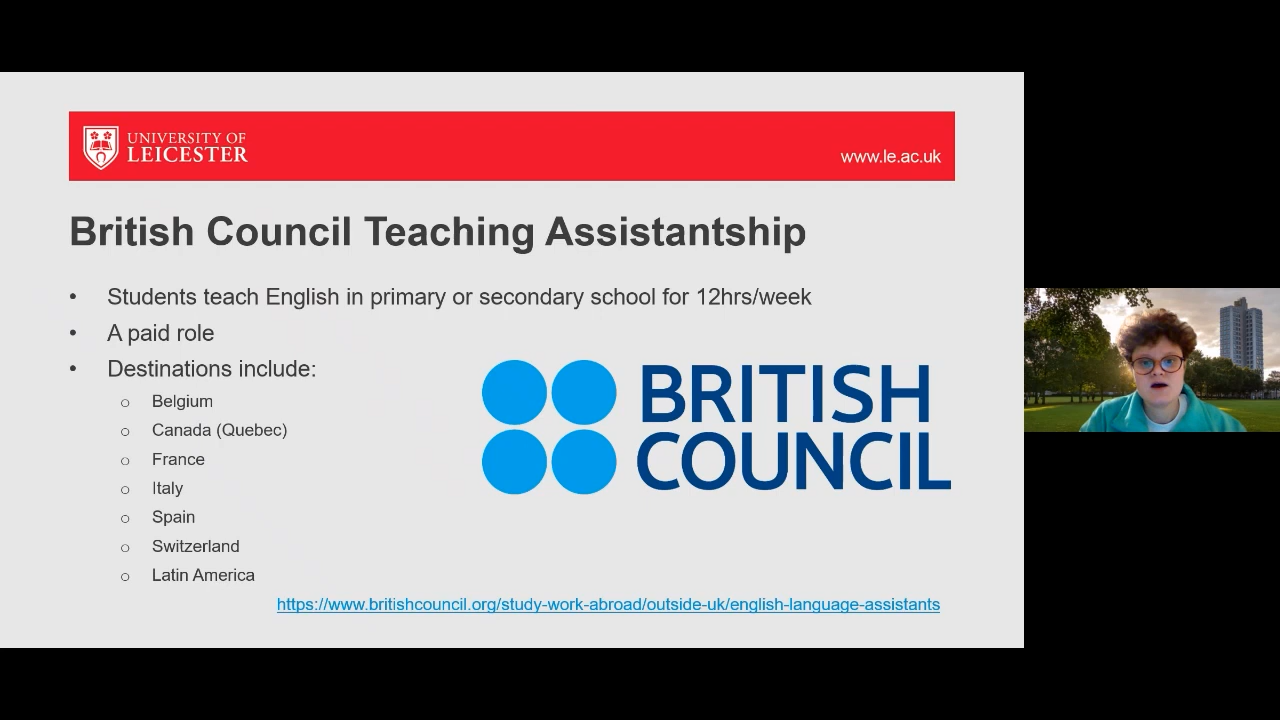 UNIVERSITY OF
LEICESTER
www.le.ac.uk
British Council Teaching Assistantship
• Students teach English in primary or secondary school for 12hrs/week
• A paid role
• Destinations include:
o Belgium
o Canada (Quebec)
o France
o Italy
o Spain
o Switzerland
o Latin America
BRITISH
COUNCIL
https://www.britishcouncil.org/study-work-abroad/outside-uk/english-language-assistants